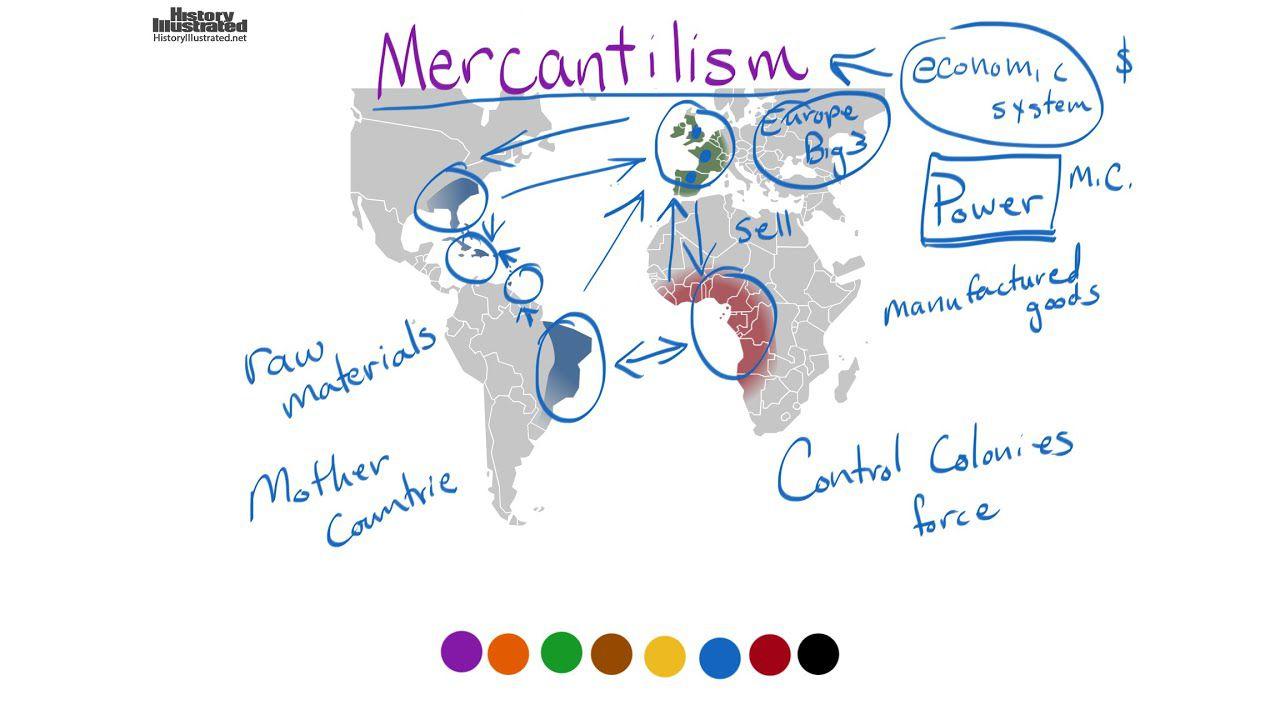 History
Illustrated
HistoryIllustrated.net
Mercantilism
economic
system
$
Europe
Big 3
Power
M.C.
sell
manufactured
goods
raw
materials
Mother
Countrie
Control Colonies
force